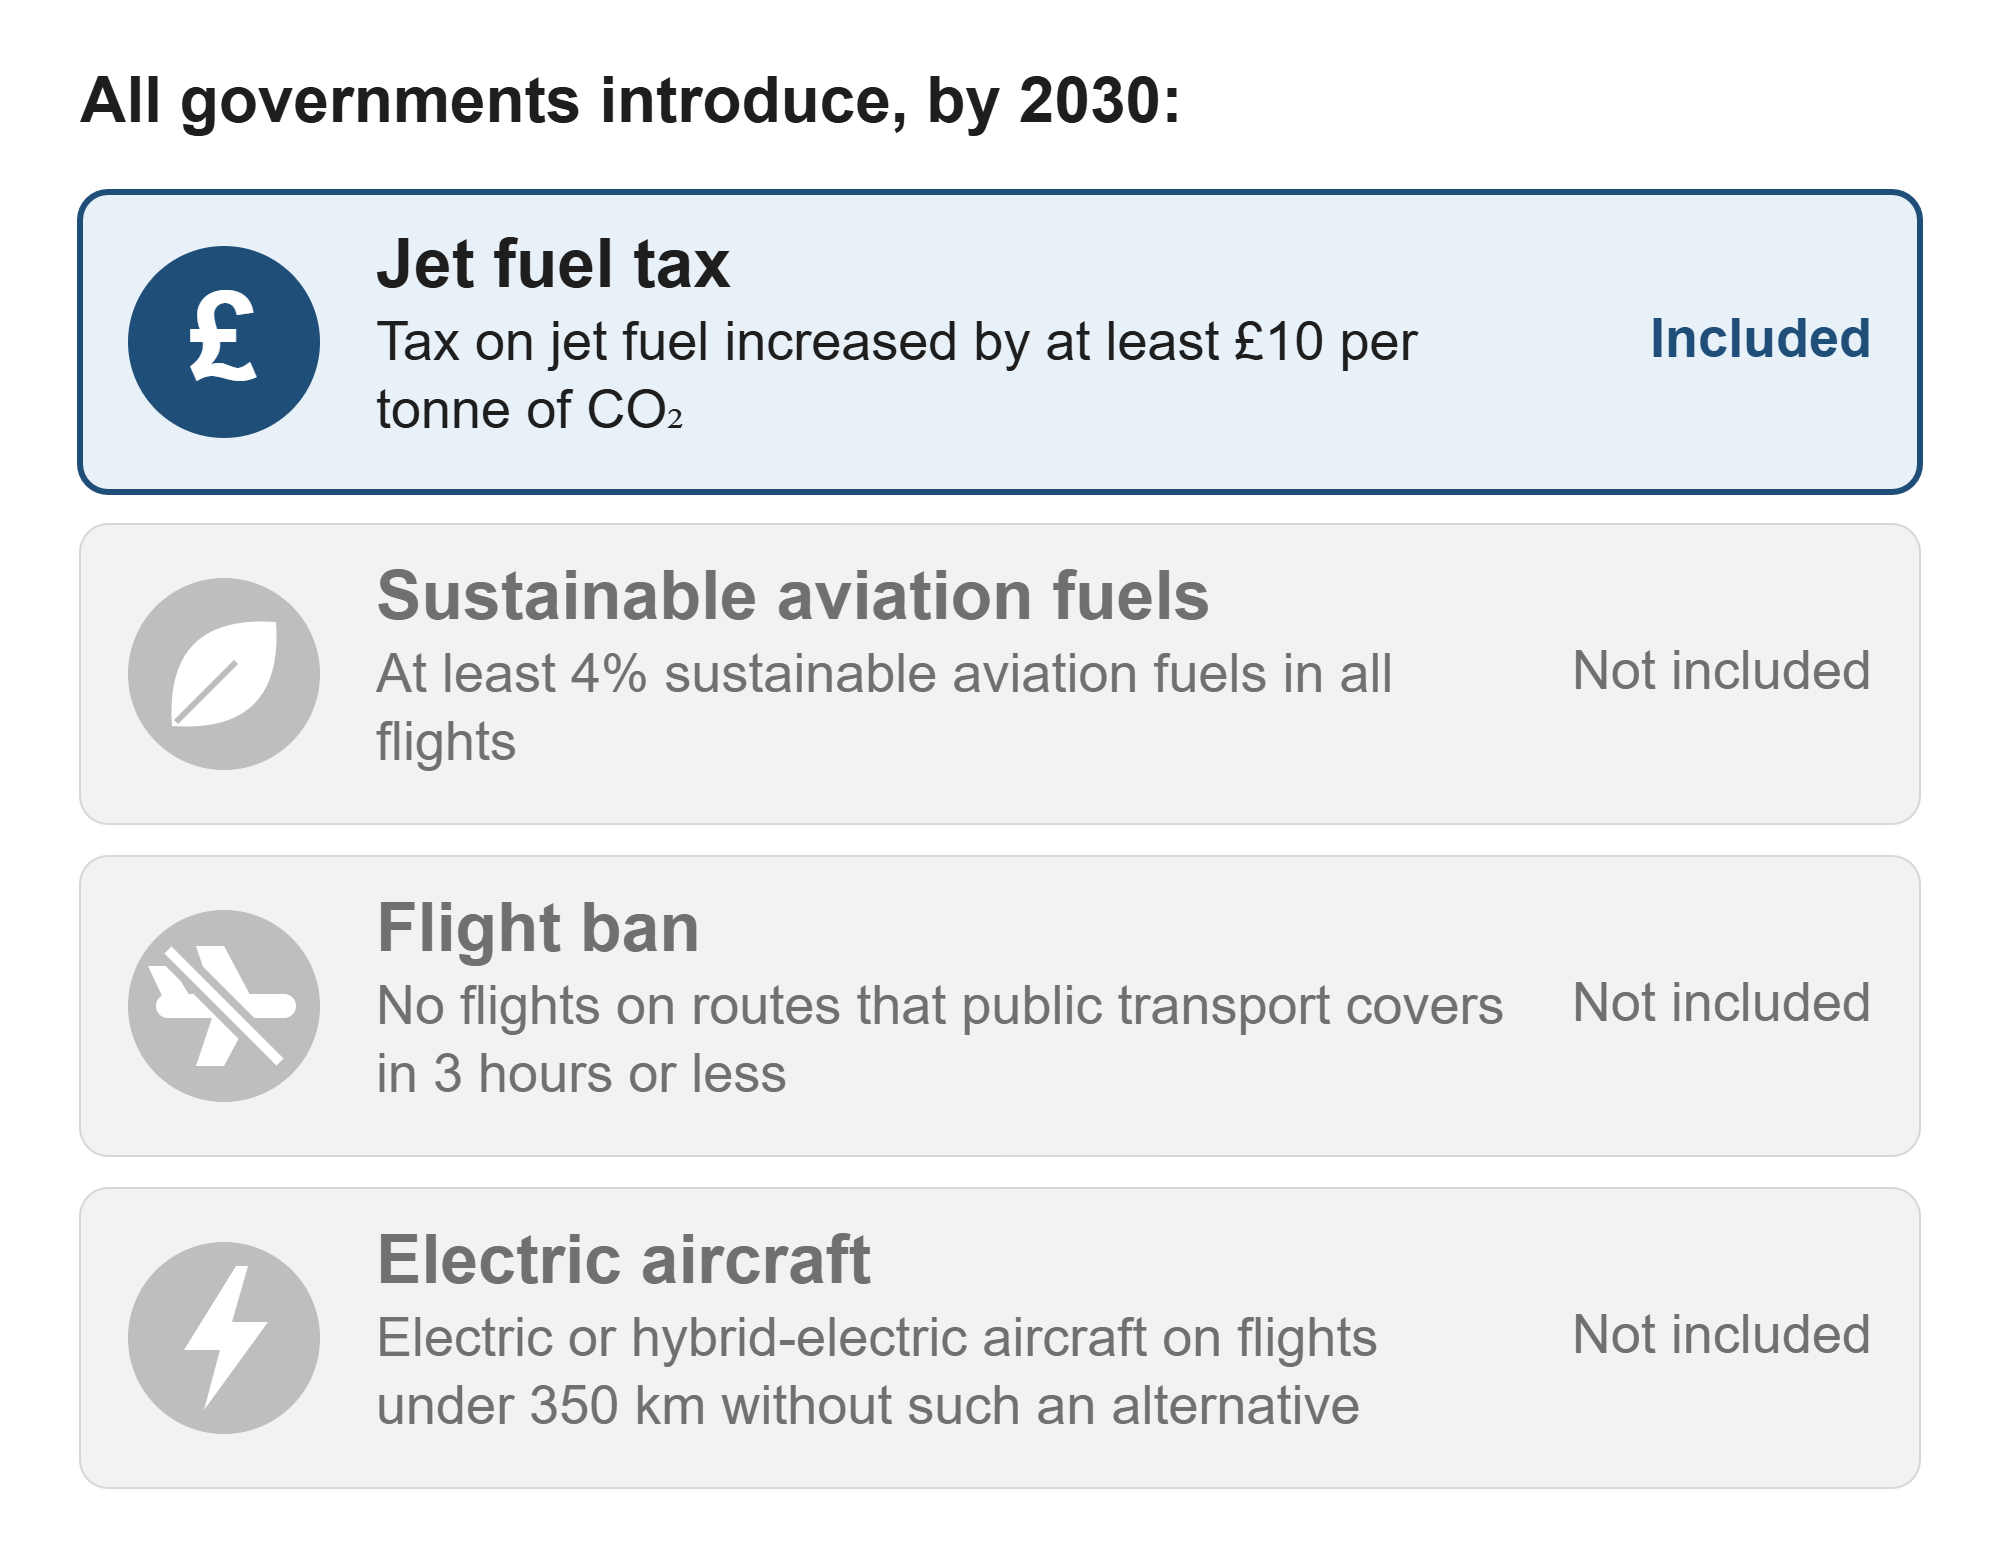 All governments introduce, by 2030:
£
Jet fuel tax
Tax on jet fuel increased by at least £10 per
tonne of CO₂
Included
Sustainable aviation fuels
At least 4% sustainable aviation fuels in all
flights
Not included
Flight ban
No flights on routes that public transport covers
in 3 hours or less
Not included
Electric aircraft
Electric or hybrid-electric aircraft on flights
under 350 km without such an alternative
Not included